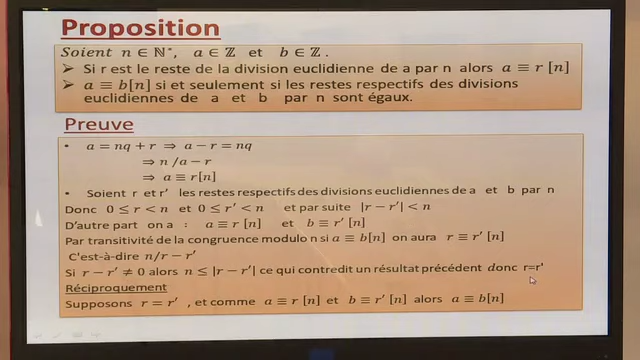 Proposition
Soient n ∈ ℕ*, a ∈ ℤ et b ∈ ℤ.
➢ Si r est le reste de la division euclidienne de a par n alors a ≡ r [n]
➢ a ≡ b[n] si et seulement si les restes respectifs des divisions
euclidiennes de a et b par n sont égaux.
Preuve
• a = nq + r ⇒ a − r = nq
⇒ n /a − r
⇒ a ≡ r[n]
• Soient r et r′ les restes respectifs des divisions euclidiennes de a et b par n
Donc 0 ≤ r < n et 0 ≤ r′ < n et par suite |r − r′| < n
D'autre part on a : a ≡ r [n] et b ≡ r′ [n]
Par transitivité de la congruence modulo n si a ≡ b[n] on aura r ≡ r′ [n]
C'est-à-dire n/r − r′
Si r − r′ ≠ 0 alors n ≤ |r − r′| ce qui contredit un résultat précédent donc r=r'
Réciproquement
Supposons r = r′ , et comme a ≡ r [n] et b ≡ r′ [n] alors a ≡ b[n]